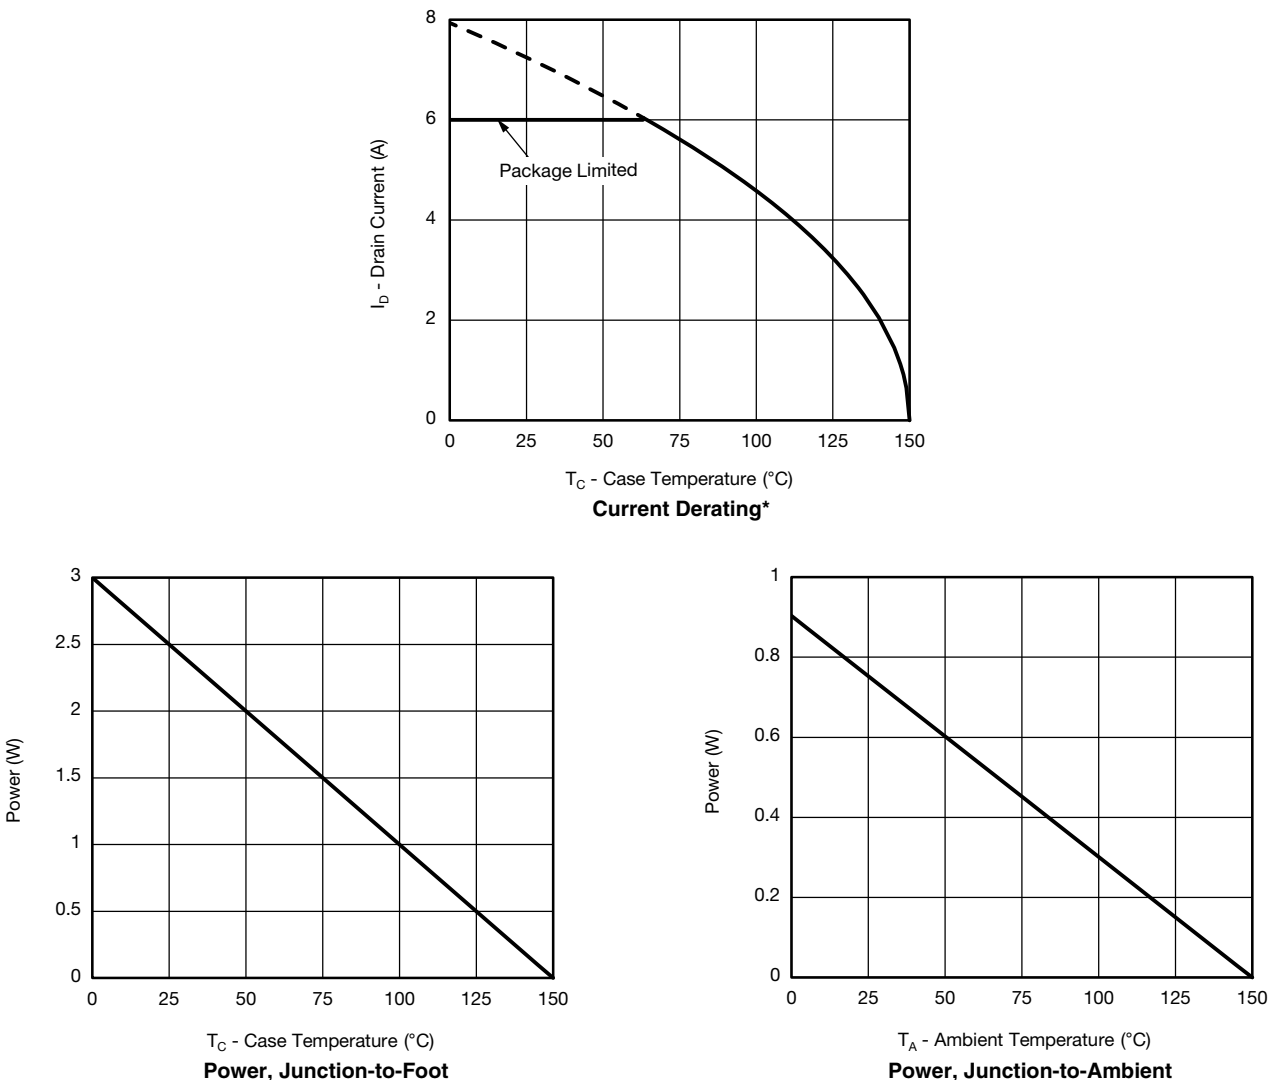 8
6
4
2
0
I_D - Drain Current (A)
Package Limited
0 25 50 75 100 125 150
T_C - Case Temperature (°C)
Current Derating*
3
2.5
2
1.5
1
0.5
0
Power (W)
0 25 50 75 100 125 150
T_C - Case Temperature (°C)
Power, Junction-to-Foot
1
0.8
0.6
0.4
0.2
0
Power (W)
0 25 50 75 100 125 150
T_A - Ambient Temperature (°C)
Power, Junction-to-Ambient